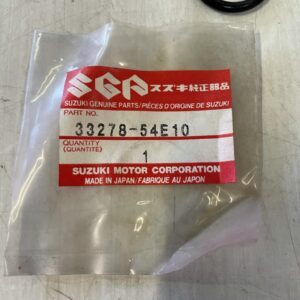 SGP スズキ純正部品
SUZUKI GENUINE PARTS/PIÈCES D'ORIGINE DE SUZUKI
PART NO.
33278-54E10
QUANTITY
(QUANTITÉ)
1
SUZUKI MOTOR CORPORATION
MADE IN JAPAN/FABRIQUE AU JAPON